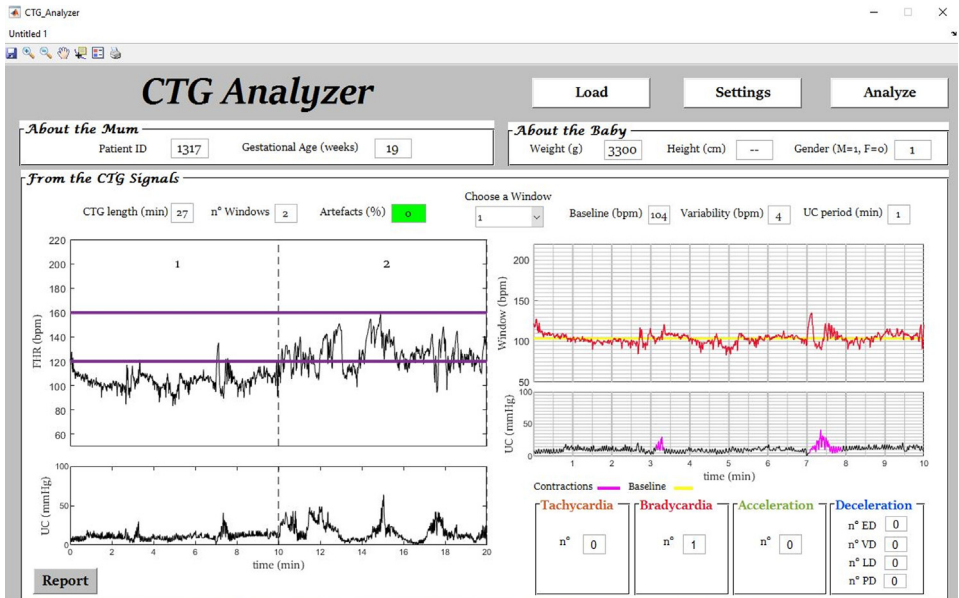 CTG_Analyzer
Untitled 1
CTG Analyzer
Load
Settings
Analyze
About the Mum
Patient ID 1317 Gestational Age (weeks) 19
About the Baby
Weight (g) 3300 Height (cm) -- Gender (M=1, F=0) 1
From the CTG Signals
CTG length (min) 27 n° Windows 2 Artefacts (%) 0
Choose a Window
1
Baseline (bpm) 104 Variability (bpm) 4 UC period (min) 1
220
200
180
160
140
120
100
80
60
FHR (bpm)
1
2
100
50
0
UC (mmHg)
0 2 4 6 8 10 12 14 16 18 20
time (min)
Report
200
150
100
50
Window (bpm)
100
50
0
UC (mmHg)
1 2 3 4 5 6 7 8 9 10
time (min)
Contractions
Baseline
Tachycardia
n° 0
Bradycardia
n° 1
Acceleration
n° 0
Deceleration
n° ED 0
n° VD 0
n° LD 0
n° PD 0